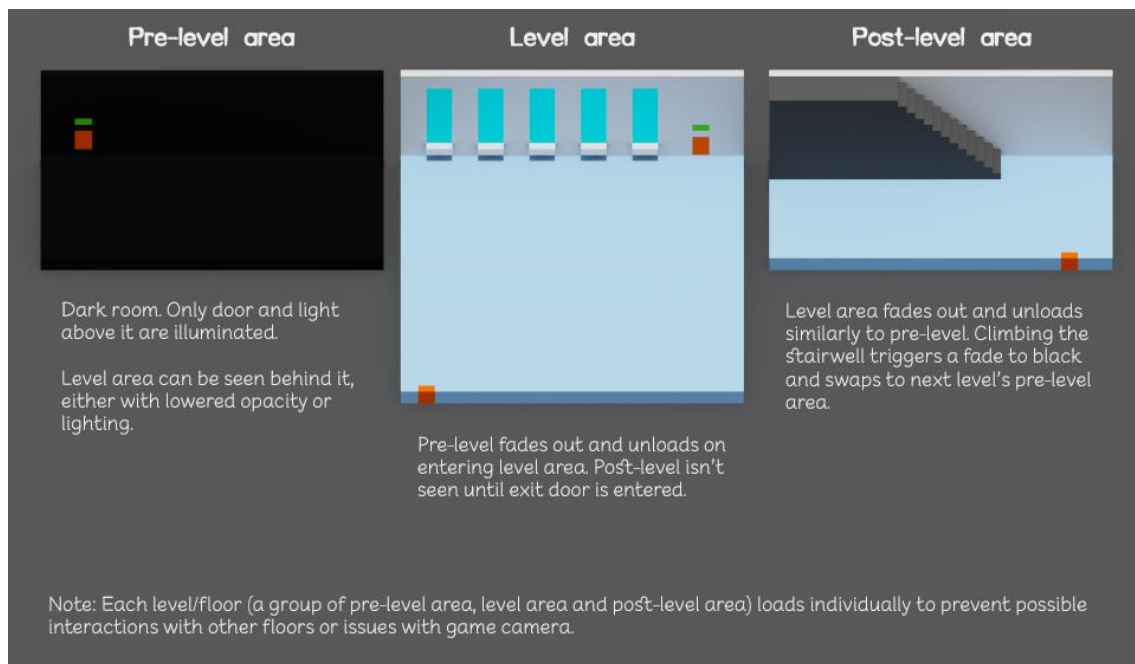 Pre-level area
Level area
Post-level area
Dark room. Only door and light
above it are illuminated.
Level area can be seen behind it,
either with lowered opacity or
lighting.
Pre-level fades out and unloads on
entering level area. Post-level isn't
seen until exit door is entered.
Level area fades out and unloads
similarly to pre-level. Climbing the
stairwell triggers a fade to black
and swaps to next level's pre-level
area.
Note: Each level/floor (a group of pre-level area, level area and post-level area) loads individually to prevent possible
interactions with other floors or issues with game camera.